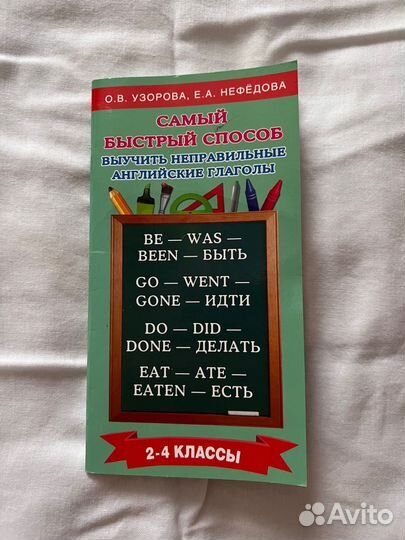 О.В. УЗОРОВА, Е.А. НЕФЁДОВА
САМЫЙ
БЫСТРЫЙ СПОСОБ
ВЫУЧИТЬ НЕПРАВИЛЬНЫЕ
АНГЛИЙСКИЕ ГЛАГОЛЫ
BE — WAS —
BEEN — БЫТЬ
GO — WENT —
GONE — ИДТИ
DO — DID —
DONE — ДЕЛАТЬ
EAT — ATE —
EATEN — ЕСТЬ
2-4 КЛАССЫ
Avito